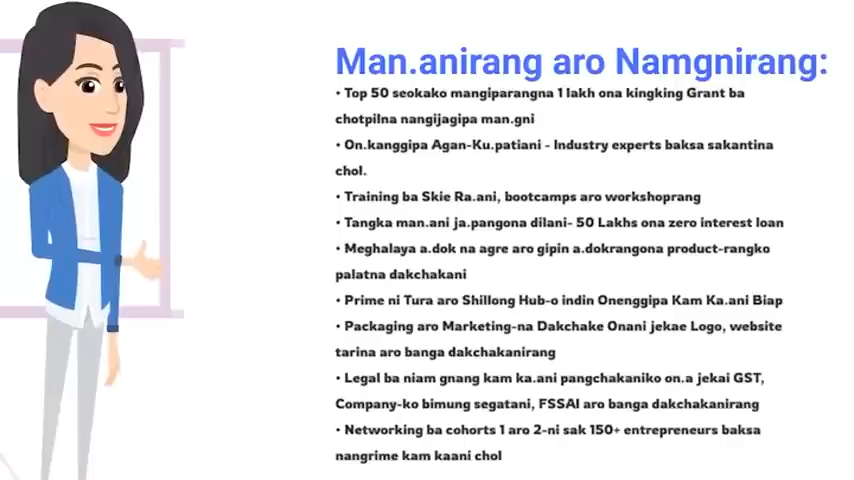 Man.anirang aro Namgnirang:
• Top 50 seokako mangiparangna 1 lakh ona kingking Grant ba
chotpilna nangijagipa man.gni
• On.kanggipa Agan-Ku.patiani - Industry experts baksa sakantina
chol.
• Training ba Skie Ra.ani, bootcamps aro workshoprang
• Tangka man.ani ja.pangona dilani- 50 Lakhs ona zero interest loan
• Meghalaya a.dok na agre aro gipin a.dokrangona product-rangko
palatna dakchakani
• Prime ni Tura aro Shillong Hub-o indin Onenggipa Kam Ka.ani Biap
• Packaging aro Marketing-na Dakchake Onani jekae Logo, website
tarina aro banga dakchakanirang
• Legal ba niam gnang kam ka.ani pangchakaniko on.a jekai GST,
Company-ko bimung segatani, FSSAI aro banga dakchakanirang
• Networking ba cohorts 1 aro 2-ni sak 150+ entrepreneurs baksa
nangrime kam kaani chol